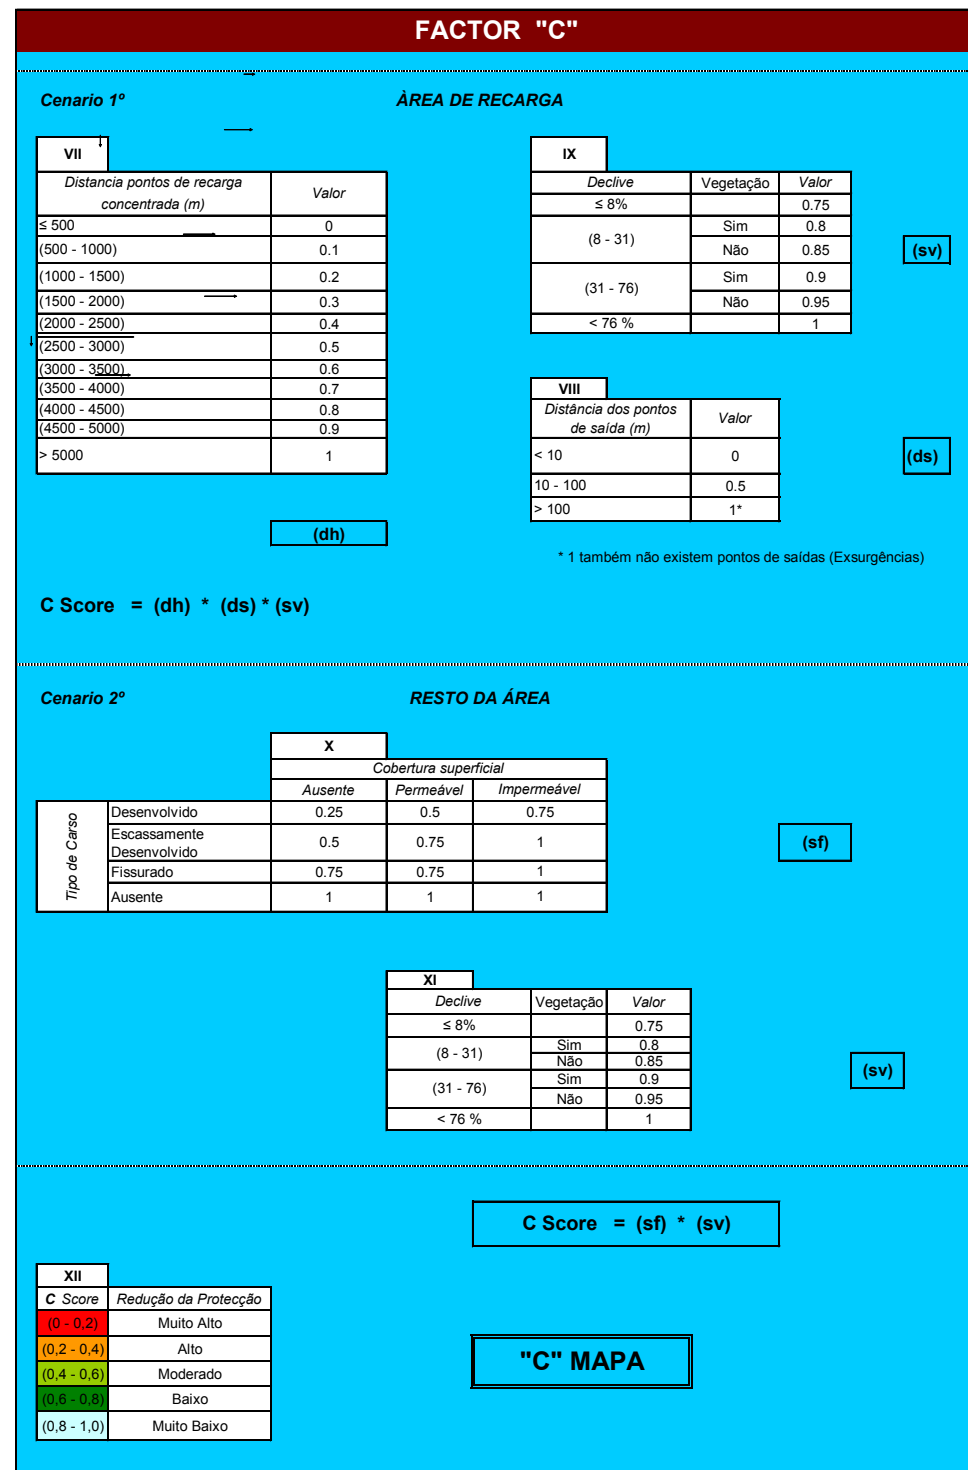 FACTOR "C"
Cenario 1º ÀREA DE RECARGA
VII
Distancia pontos de recarga concentrada (m) Valor
≤ 500 0
(500 - 1000) 0.1
(1000 - 1500) 0.2
(1500 - 2000) 0.3
(2000 - 2500) 0.4
(2500 - 3000) 0.5
(3000 - 3500) 0.6
(3500 - 4000) 0.7
(4000 - 4500) 0.8
(4500 - 5000) 0.9
> 5000 1
(dh)
IX
Declive Vegetação Valor
≤ 8% 0.75
(8 - 31) Sim 0.8
Não 0.85
(31 - 76) Sim 0.9
Não 0.95
< 76 % 1
(sv)
VIII
Distância dos pontos de saída (m) Valor
< 10 0
10 - 100 0.5
> 100 1*
(ds)
* 1 também não existem pontos de saídas (Exsurgências)
C Score = (dh) * (ds) * (sv)
Cenario 2º RESTO DA ÁREA
X
Cobertura superficial
Ausente Permeável Impermeável
Tipo de Carso
Desenvolvido 0.25 0.5 0.75
Escassamente Desenvolvido 0.5 0.75 1
Fissurado 0.75 0.75 1
Ausente 1 1 1
(sf)
XI
Declive Vegetação Valor
≤ 8% 0.75
(8 - 31) Sim 0.8
Não 0.85
(31 - 76) Sim 0.9
Não 0.95
< 76 % 1
(sv)
C Score = (sf) * (sv)
XII
C Score Redução da Protecção
(0 - 0,2) Muito Alto
(0,2 - 0,4) Alto
(0,4 - 0,6) Moderado
(0,6 - 0,8) Baixo
(0,8 - 1,0) Muito Baixo
"C" MAPA